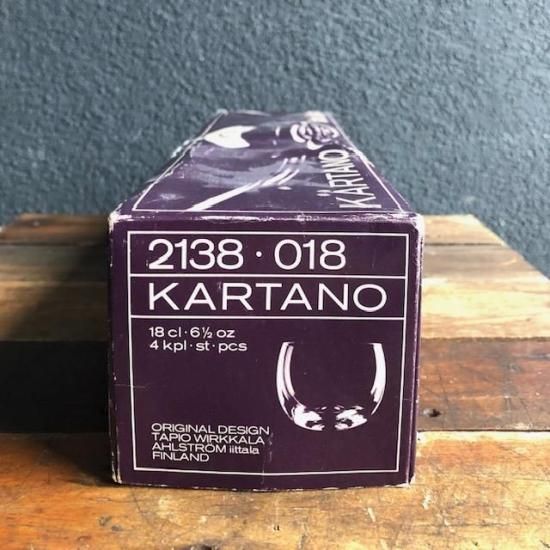 KARTANO
2138 · 018
KARTANO
18 cl · 6½ oz
4 kpl · st · pcs
ORIGINAL DESIGN
TAPIO WIRKKALA
AHLSTRÖM iittala
FINLAND